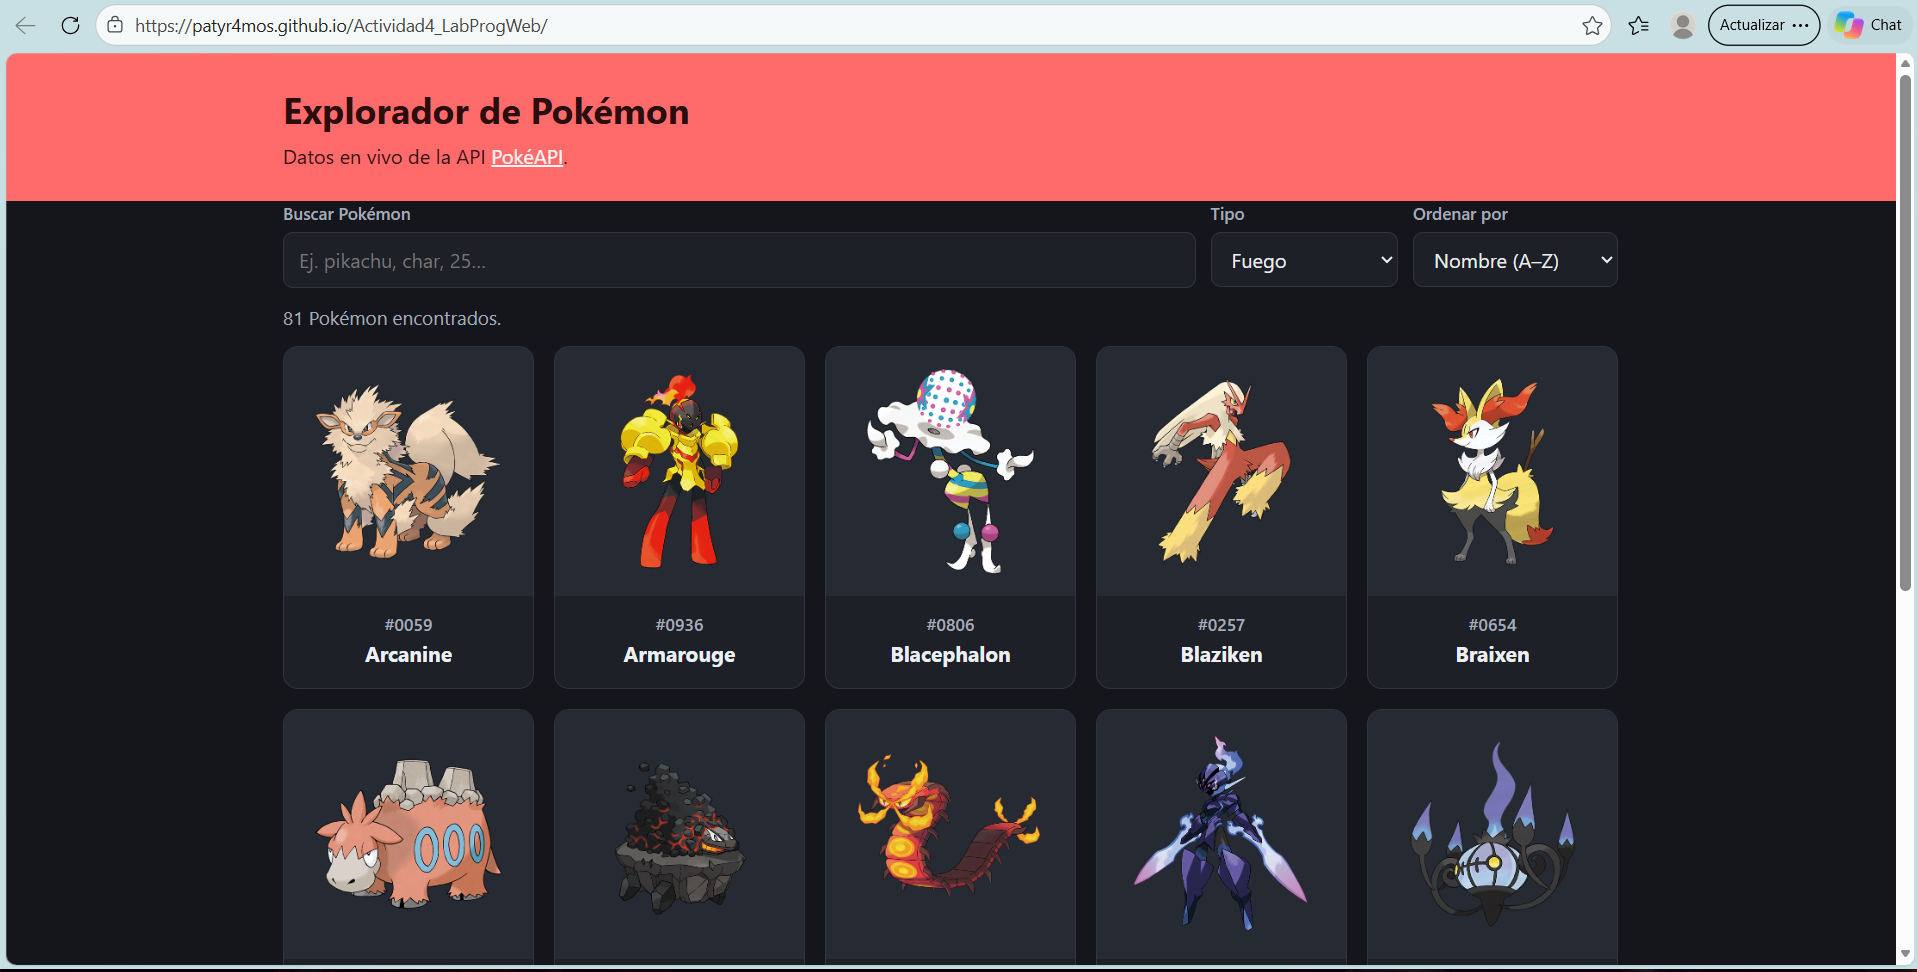 https://patyr4mos.github.io/Actividad4_LabProgWeb/
Actualizar ···
Chat
Explorador de Pokémon
Datos en vivo de la API PokéAPI.
Buscar Pokémon
Tipo
Ordenar por
Ej. pikachu, char, 25...
Fuego
Nombre (A–Z)
81 Pokémon encontrados.
#0059
#0936
#0806
#0257
#0654
Arcanine
Armarouge
Blacephalon
Blaziken
Braixen